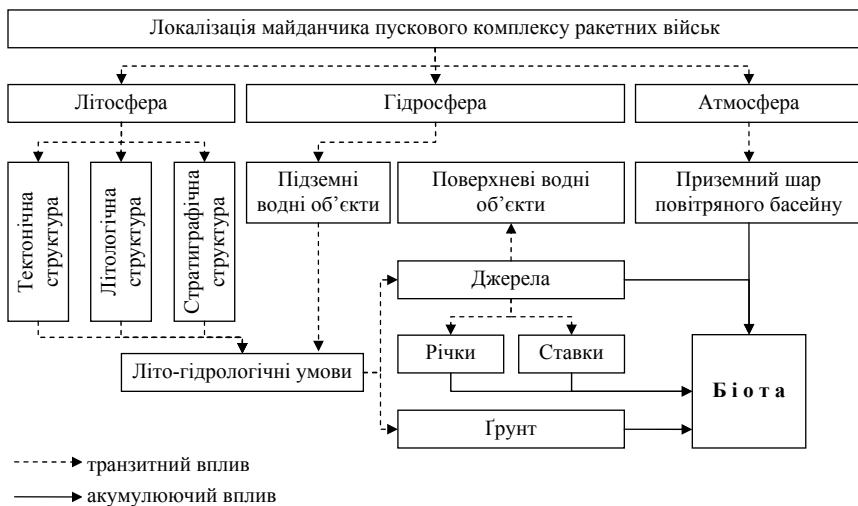 Локалізація майданчика пускового комплексу ракетних військ
Літосфера
Гідросфера
Атмосфера
Тектонічна
структура
Літологічна
структура
Стратиграфічна
структура
Підземні
водні об’єкти
Поверхневі водні
об’єкти
Приземний шар
повітряного басейну
Джерела
Річки
Ставки
Літо-гідрологічні умови
Біота
Ґрунт
транзитний вплив
акумулюючий вплив